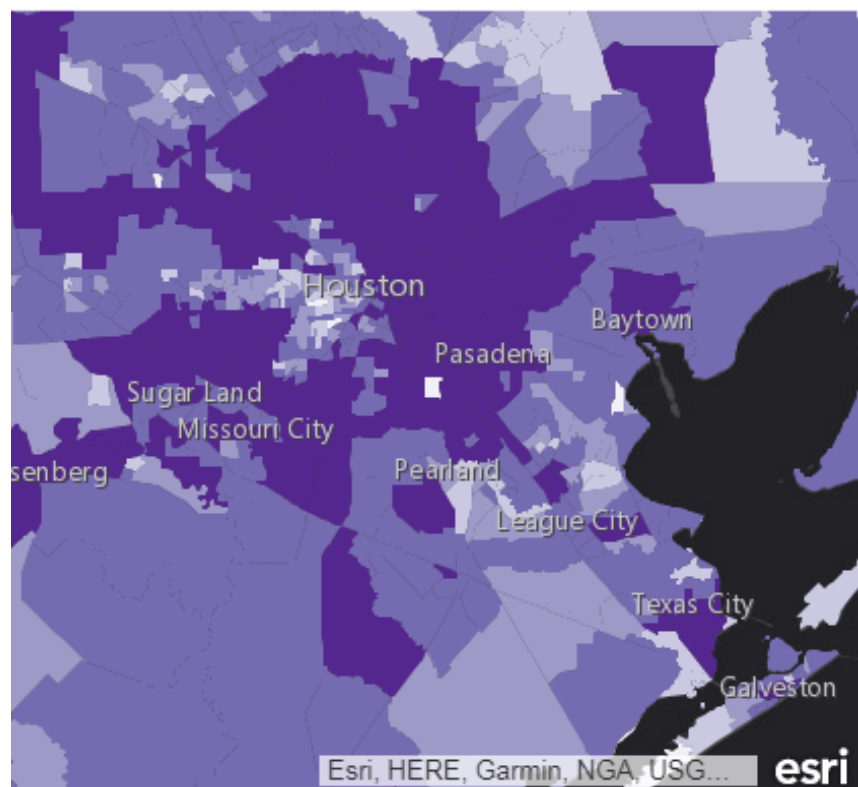 Houston
Baytown
Pasadena
Sugar Land
Missouri City
senberg
Pearland
League City
Texas City
Galveston
Esri, HERE, Garmin, NGA, USG...
esri